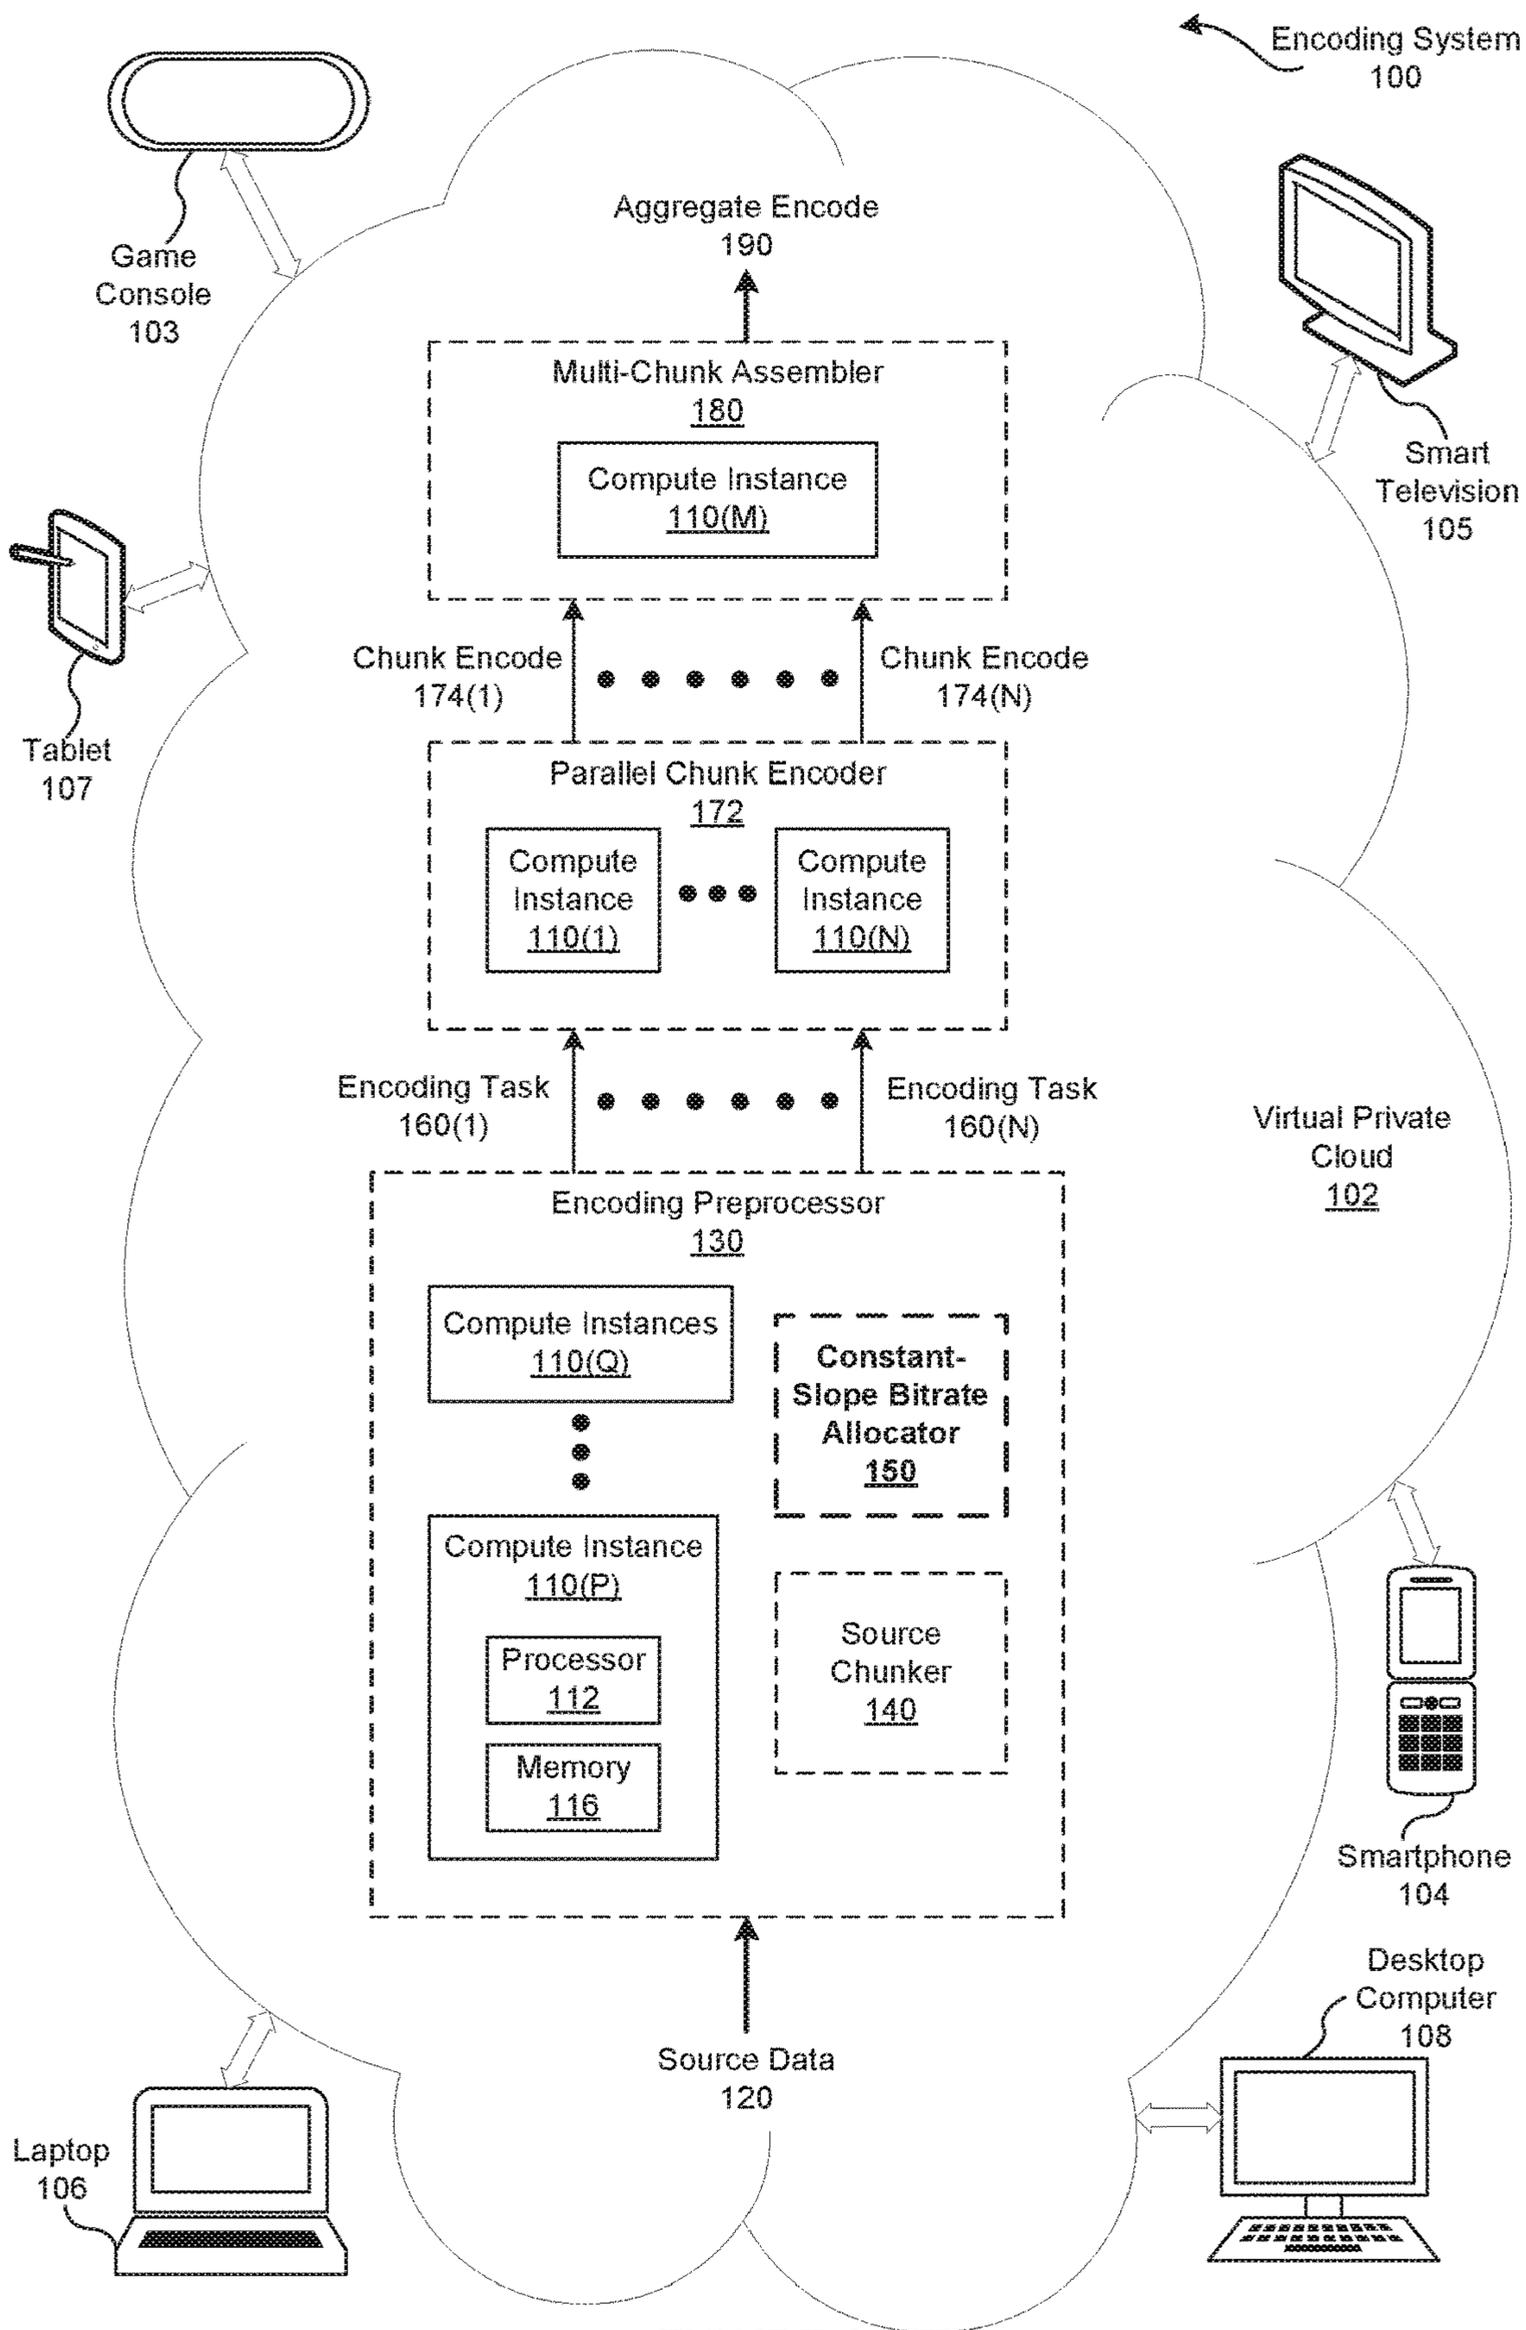 Encoding System
100
Game
Console
103
Aggregate Encode
190
Multi-Chunk Assembler
180
Compute Instance
110(M)
Smart
Television
105
Chunk Encode
174(1)
Chunk Encode
174(N)
Tablet
107
Parallel Chunk Encoder
172
Compute
Instance
110(1)
Compute
Instance
110(N)
Encoding Task
160(1)
Encoding Task
160(N)
Virtual Private
Cloud
102
Encoding Preprocessor
130
Compute Instances
110(Q)
Constant-
Slope Bitrate
Allocator
150
Compute Instance
110(P)
Processor
112
Memory
116
Source
Chunker
140
Smartphone
104
Desktop
Computer
108
Source Data
120
Laptop
106